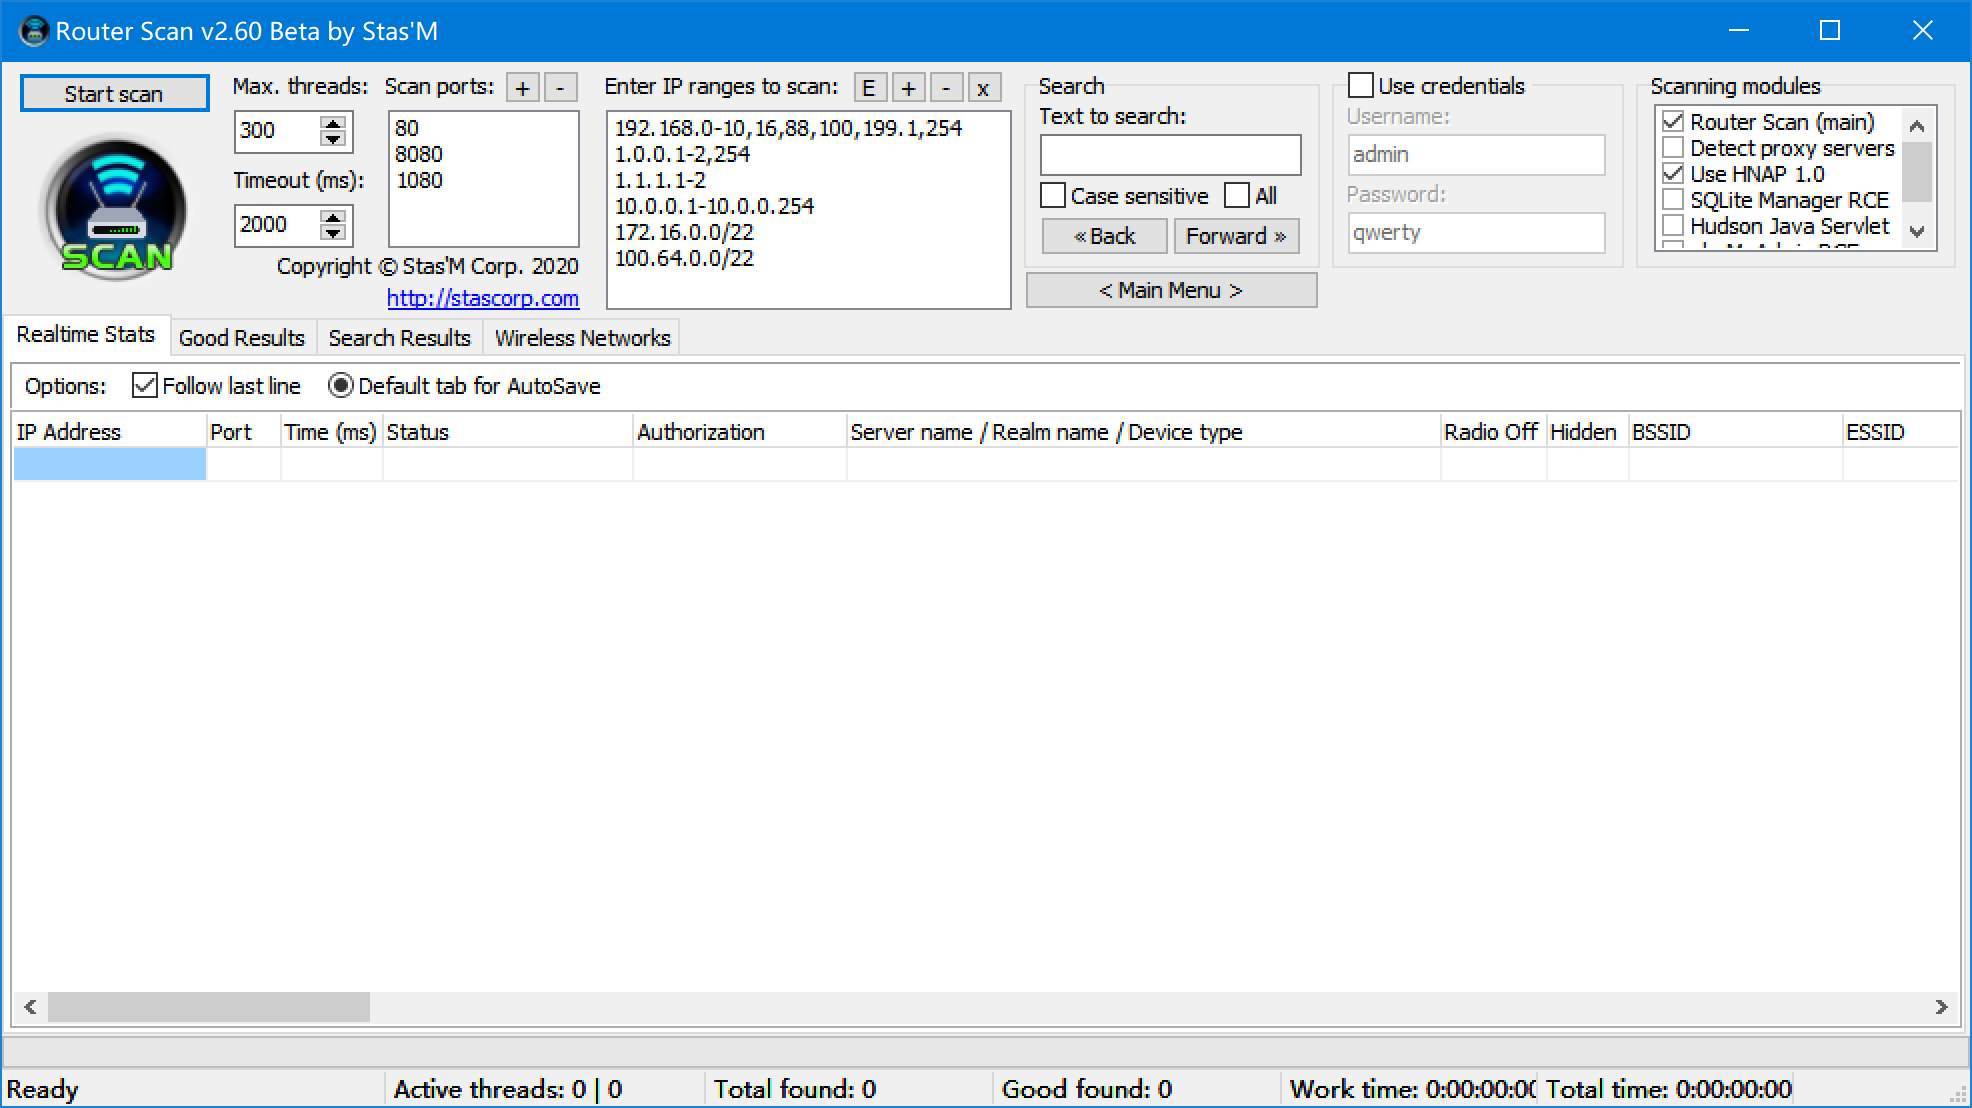 Router Scan v2.60 Beta by Stas'M
Start scan
SCAN
Max. threads:
300
Timeout (ms):
2000
Scan ports: + -
80
8080
1080
Copyright © Stas'M Corp. 2020
http://stascorp.com
Enter IP ranges to scan: E + - x
192.168.0-10,16,88,100,199.1,254
1.0.0.1-2,254
1.1.1.1-2
10.0.0.1-10.0.0.254
172.16.0.0/22
100.64.0.0/22
Search
Text to search:
Case sensitive All
«Back Forward »
< Main Menu >
Use credentials
Username:
admin
Password:
qwerty
Scanning modules
Router Scan (main)
Detect proxy servers
Use HNAP 1.0
SQLite Manager RCE
Hudson Java Servlet
Realtime Stats Good Results Search Results Wireless Networks
Options: Follow last line Default tab for AutoSave
IP Address Port Time (ms) Status Authorization Server name / Realm name / Device type Radio Off Hidden BSSID ESSID
Ready Active threads: 0 | 0 Total found: 0 Good found: 0 Work time: 0:00:00:00 Total time: 0:00:00:00